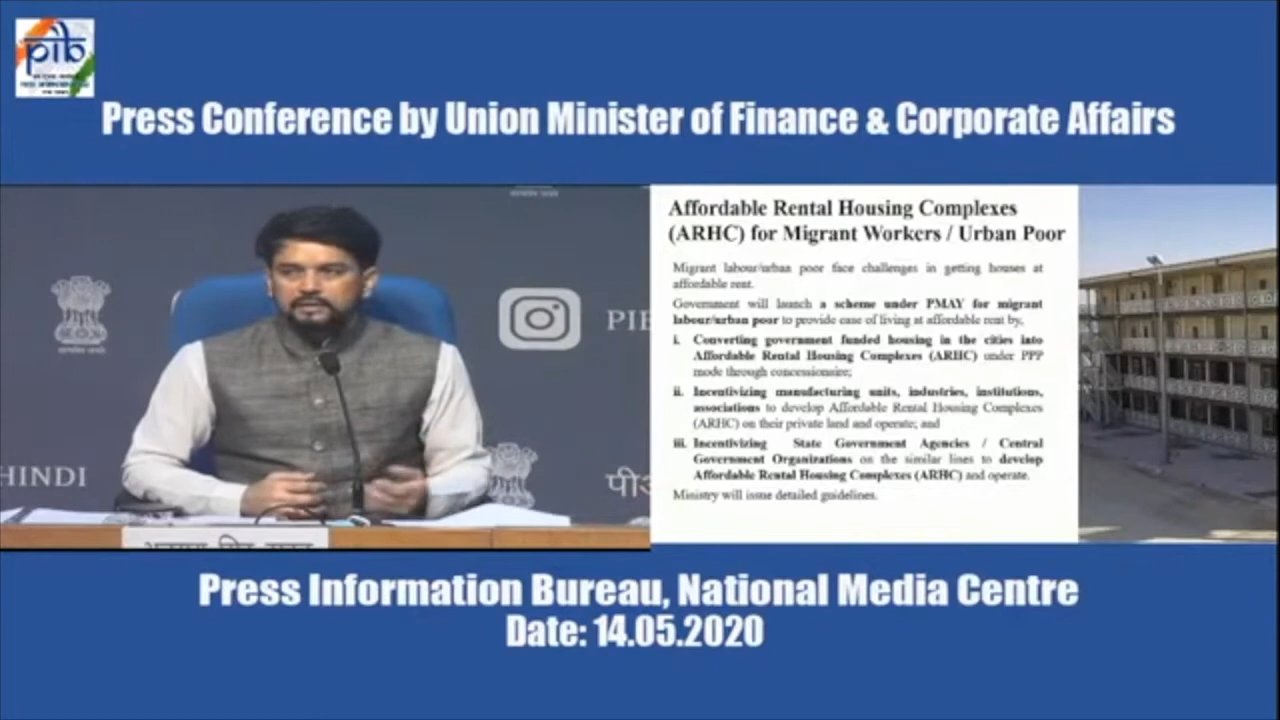 pib
Press Conference by Union Minister of Finance & Corporate Affairs
HINDI
PIB
पीआ
Affordable Rental Housing Complexes
(ARHC) for Migrant Workers / Urban Poor
Migrant labour/urban poor face challenges in getting houses at
affordable rent.
Government will launch a scheme under PMAY for migrant
labour/urban poor to provide ease of living at affordable rent by,
i. Converting government funded housing in the cities into
Affordable Rental Housing Complexes (ARHC) under PPP
mode through concessionaire;
ii. Incentivizing manufacturing units, industries, institutions,
associations to develop Affordable Rental Housing Complexes
(ARHC) on their private land and operate; and
iii. Incentivizing State Government Agencies / Central
Government Organizations on the similar lines to develop
Affordable Rental Housing Complexes (ARHC) and operate.
Ministry will issue detailed guidelines.
Press Information Bureau, National Media Centre
Date: 14.05.2020